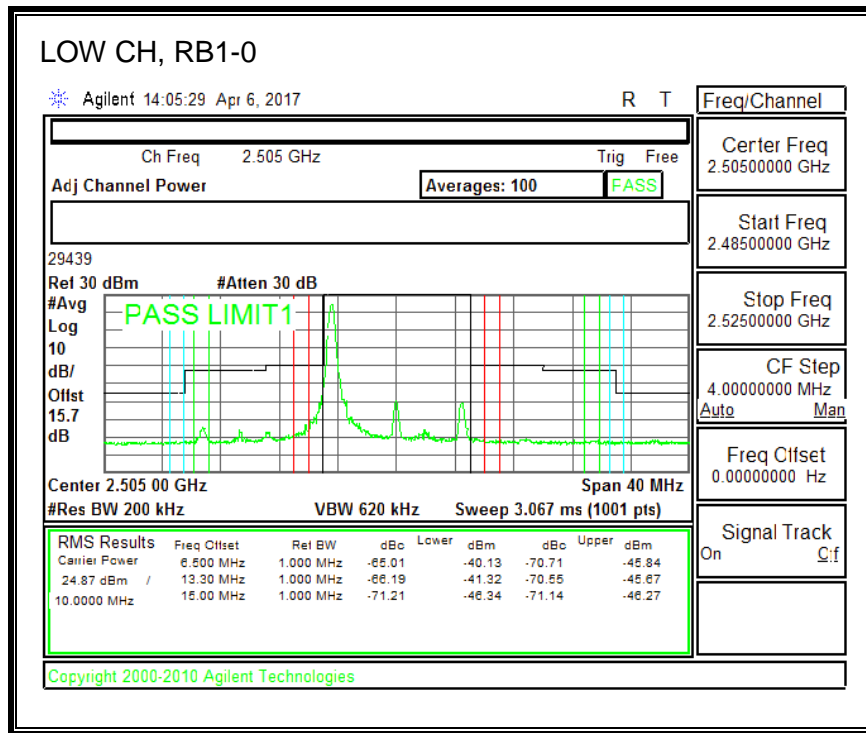 LOW CH, RB1-0
Agilent 14:05:29 Apr 6, 2017 R T
Freq/Channel
Ch Freq 2.505 GHz Trig Free
Adj Channel Power Averages: 100 PASS
Center Freq
2.50500000 GHz
Start Freq
2.48500000 GHz
29439
Ref 30 dBm #Atten 30 dB
#Avg
Log
10
dB/
Offst
15.7
dB
PASS LIMIT1
Stop Freq
2.52500000 GHz
CF Step
4.00000000 MHz
Auto Man
Freq Offset
0.00000000 Hz
Center 2.505 00 GHz Span 40 MHz
#Res BW 200 kHz VBW 620 kHz Sweep 3.067 ms (1001 pts)
Signal Track
On Off
RMS Results Freq Offset Ref BW dBc Lower dBm dBc Upper dBm
Carrier Power 6.500 MHz 1.000 MHz -65.01 -40.13 -70.71 -45.84
24.87 dBm / 13.30 MHz 1.000 MHz -66.19 -41.32 -70.55 -45.67
10.0000 MHz 15.00 MHz 1.000 MHz -71.21 -46.34 -71.14 -46.27
Copyright 2000-2010 Agilent Technologies